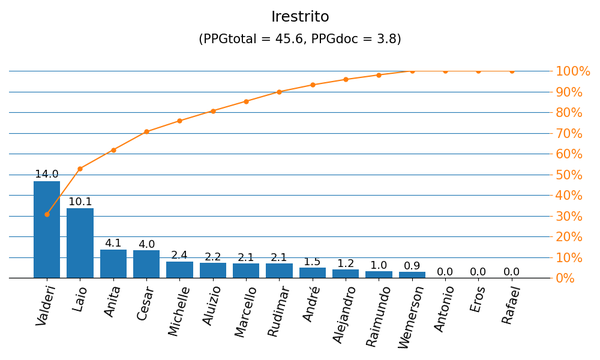 Irestrito
(PPGtotal = 45.6, PPGdoc = 3.8)
100%
90%
80%
70%
60%
50%
40%
30%
20%
10%
0%
14.0
10.1
4.1
4.0
2.4
2.2
2.1
2.1
1.5
1.2
1.0
0.9
0.0
0.0
0.0
Valderi
Laio
Anita
Cesar
Michelle
Aluizio
Marcello
Rudimar
André
Alejandro
Raimundo
Wemerson
Antonio
Eros
Rafael